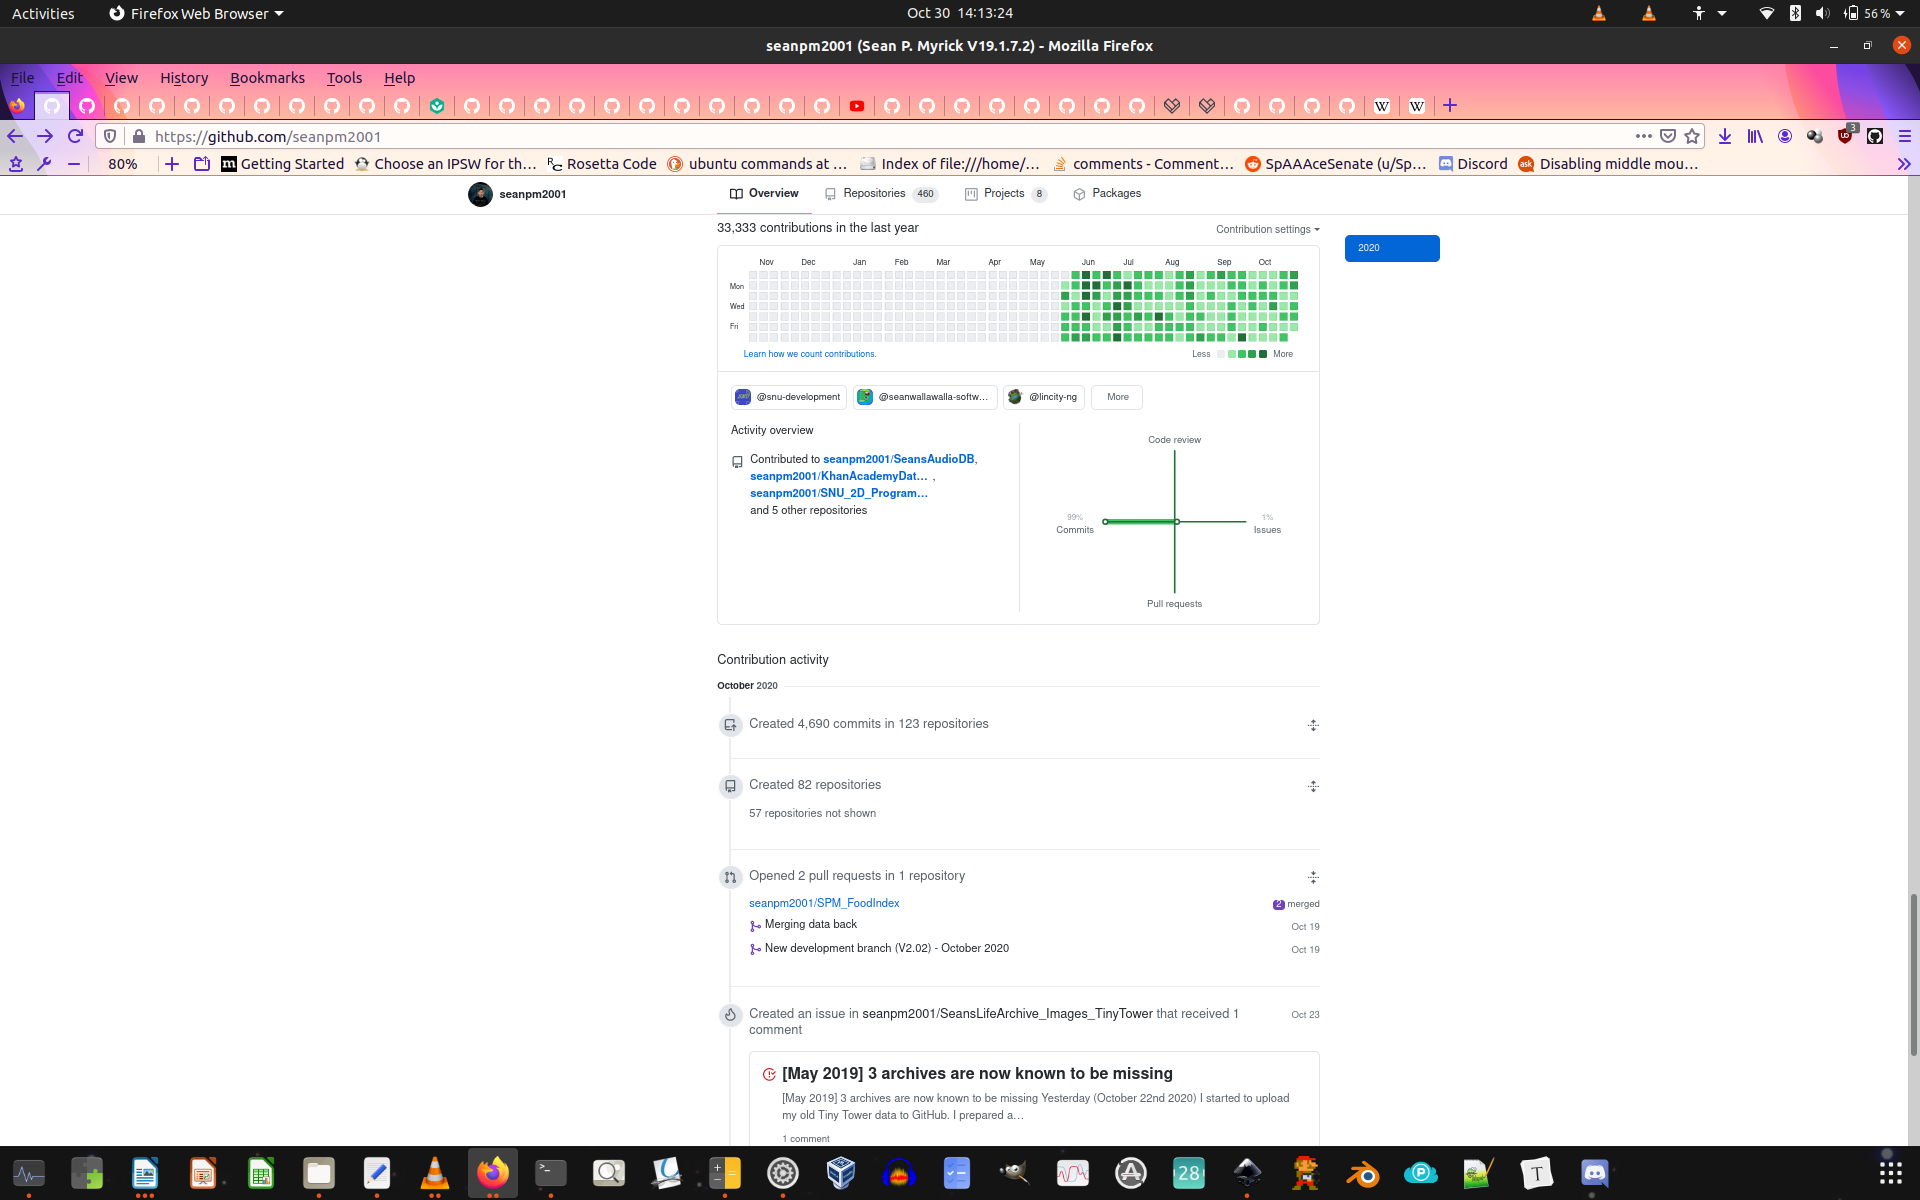 Activities
Firefox Web Browser
Oct 30 14:13:24
56 %
seanpm2001 (Sean P. Myrick V19.1.7.2) - Mozilla Firefox
File Edit View History Bookmarks Tools Help
https://github.com/seanpm2001
3
80%
Getting Started
Choose an IPSW for th…
Rosetta Code
ubuntu commands at …
Index of file:///home/…
comments - Comment…
SpAAAceSenate (u/Sp…
Discord
Disabling middle mou…
seanpm2001
Overview
Repositories 460
Projects 8
Packages
33,333 contributions in the last year
Contribution settings
2020
Nov Dec Jan Feb Mar Apr May Jun Jul Aug Sep Oct
Mon
Wed
Fri
Learn how we count contributions.
Less More
@snu-development
@seanwallawalla-softw…
@lincity-ng
More
Activity overview
Contributed to seanpm2001/SeansAudioDB,
seanpm2001/KhanAcademyDat… ,
seanpm2001/SNU_2D_Program…
and 5 other repositories
Code review
99%
Commits
1%
Issues
Pull requests
Contribution activity
October 2020
Created 4,690 commits in 123 repositories
Created 82 repositories
57 repositories not shown
Opened 2 pull requests in 1 repository
seanpm2001/SPM_FoodIndex
2 merged
Merging data back
Oct 19
New development branch (V2.02) - October 2020
Oct 19
Created an issue in seanpm2001/SeansLifeArchive_Images_TinyTower that received 1
comment
Oct 23
[May 2019] 3 archives are now known to be missing
[May 2019] 3 archives are now known to be missing Yesterday (October 22nd 2020) I started to upload
my old Tiny Tower data to GitHub. I prepared a…
1 comment
28
T